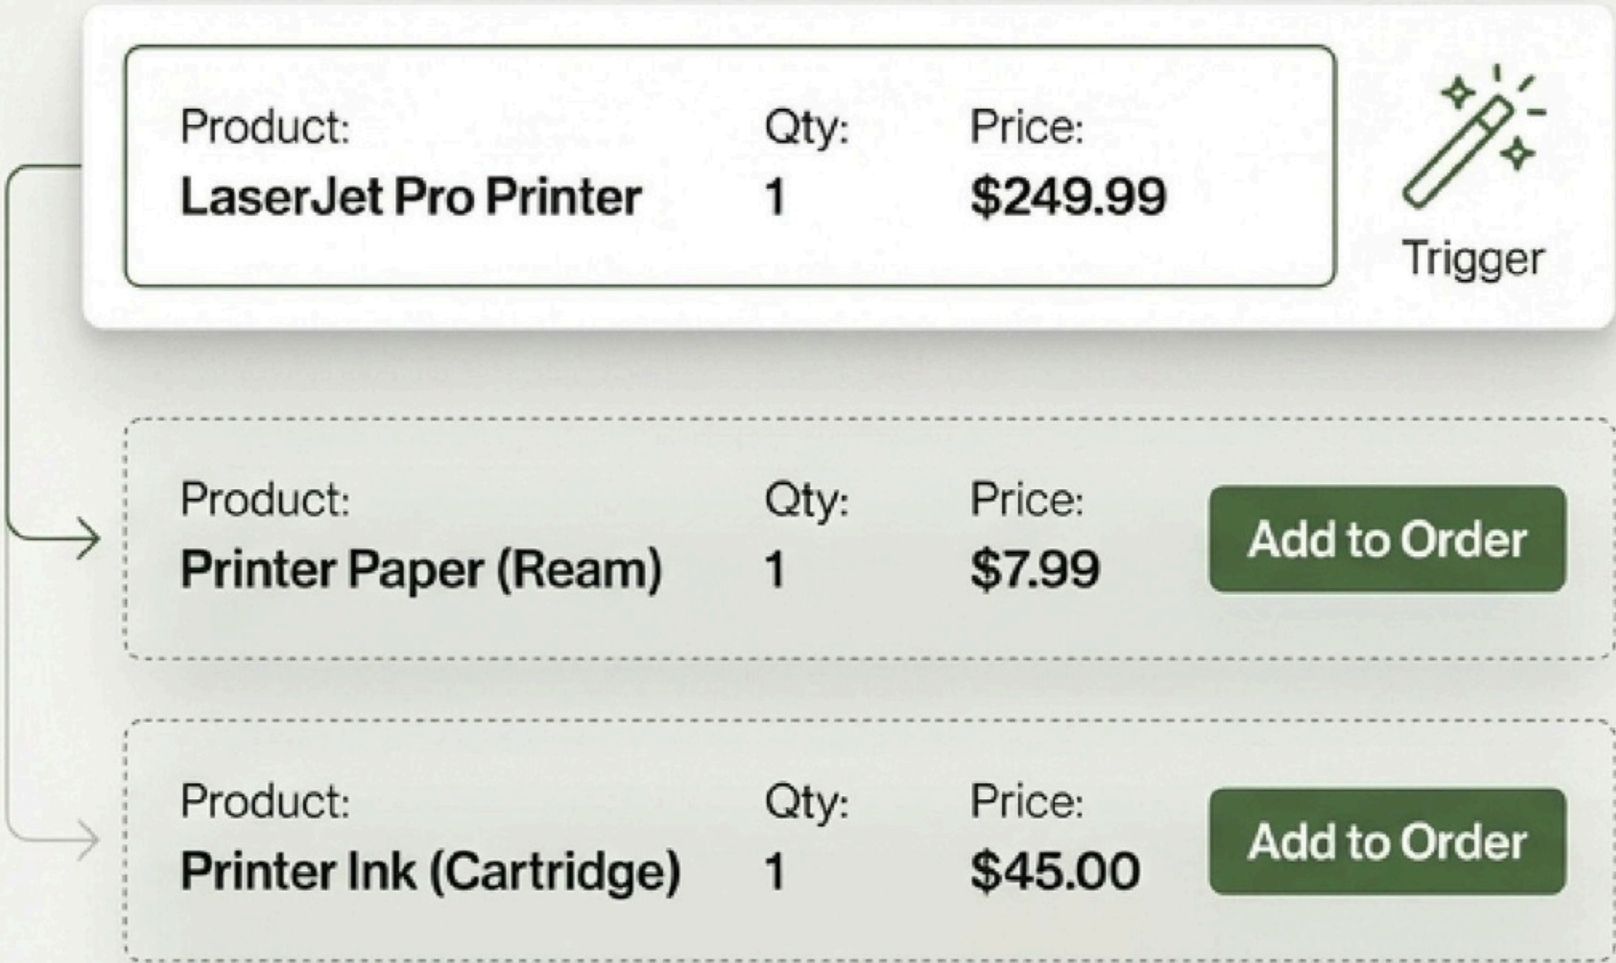 Product: Qty: Price:
LaserJet Pro Printer 1 $249.99
Trigger
Product: Qty: Price:
Printer Paper (Ream) 1 $7.99
Add to Order
Product: Qty: Price:
Printer Ink (Cartridge) 1 $45.00
Add to Order